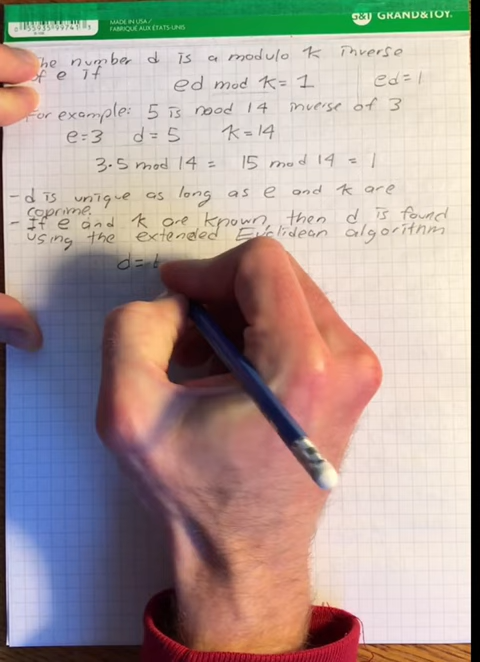 MADE IN USA /
FABRIQUÉ AUX ÉTATS-UNIS
G&T GRAND&TOY.
The number d is a modulo k inverse
of e if
ed mod k = 1 ed = 1
For example: 5 is mod 14 inverse of 3
e=3 d=5 k=14
3·5 mod 14 = 15 mod 14 = 1
- d is unique as long as e and k are
coprime.
- If e and k are known, then d is found
using the extended Euclidean algorithm
d =